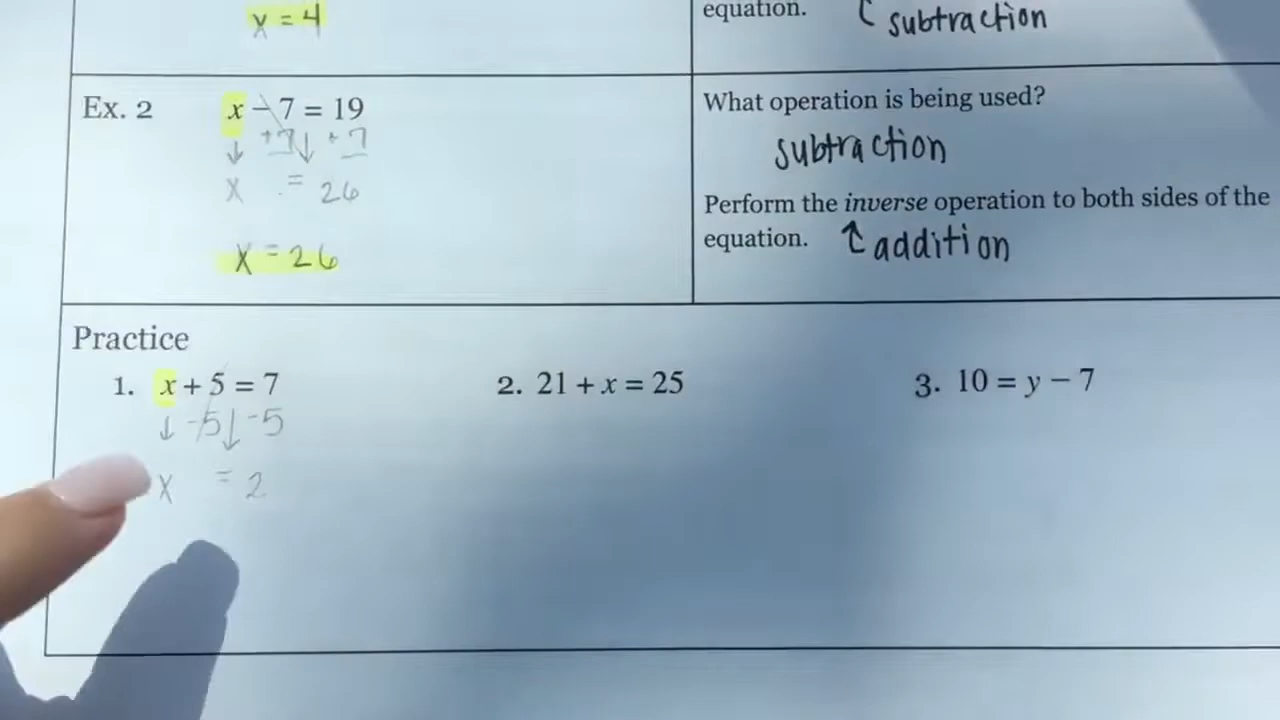 x = 4
equation. ↑ subtraction
Ex. 2 x – 7 = 19
+7 ↓ +7
↓
x = 26
x = 26
What operation is being used?
subtraction
Perform the inverse operation to both sides of the
equation. ↑ addition
Practice
1. x + 5 = 7
↓ -5 ↓ -5
x = 2
2. 21 + x = 25
3. 10 = y – 7